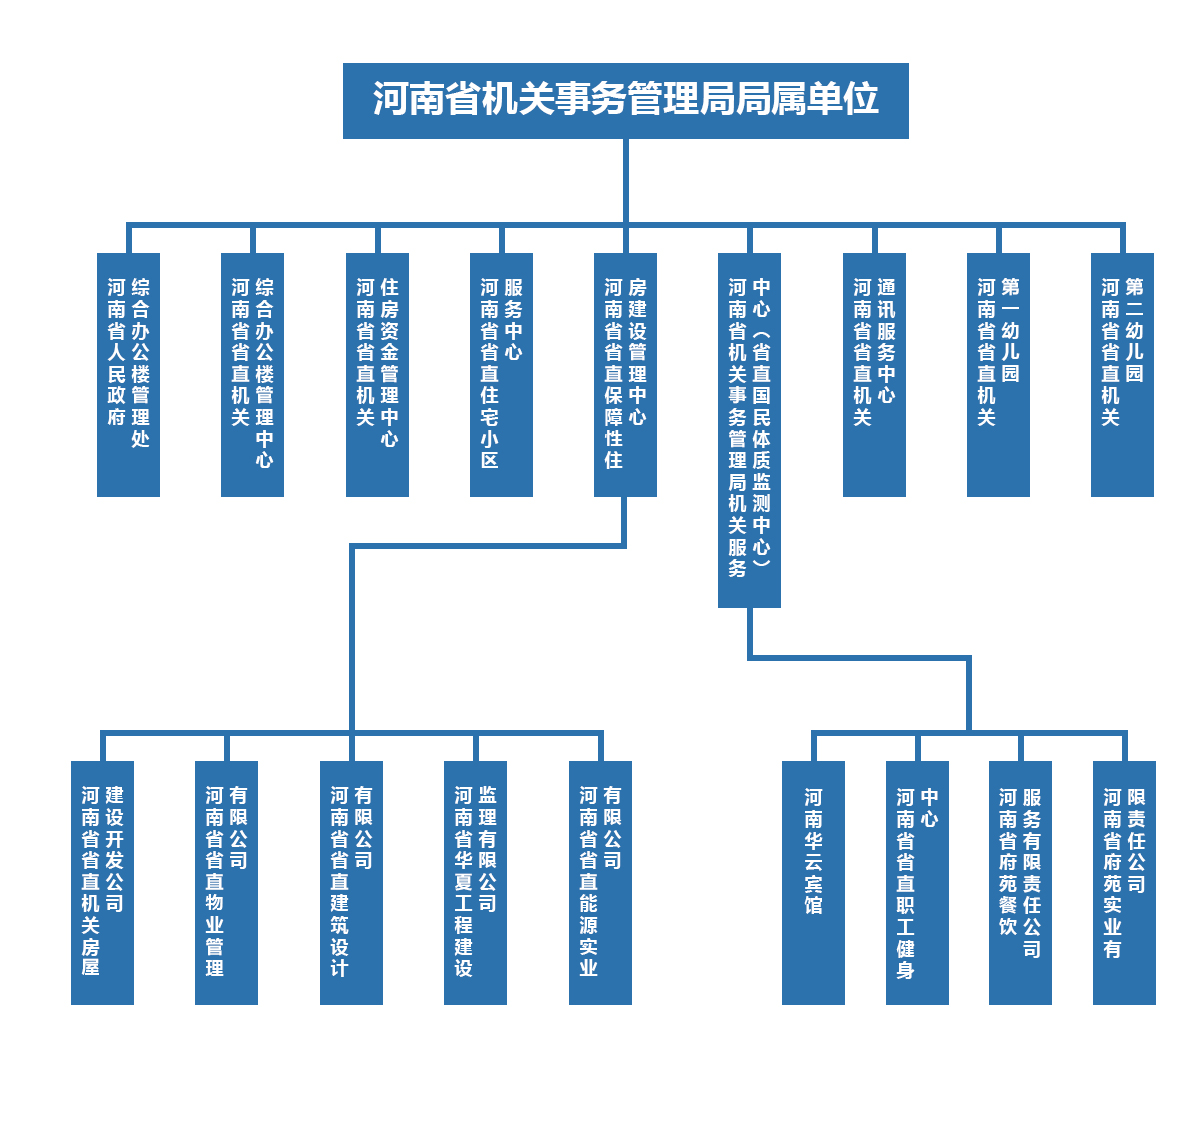 河南省机关事务管理局局属单位
河南省人民政府
综合办公楼管理处
河南省省直机关
综合办公楼管理中心
河南省省直机关
住房资金管理中心
河南省省直住宅小区
服务中心
河南省省直保障性住
房建设管理中心
河南省机关事务管理局机关服务
中心（省直国民体质监测中心）
河南省省直机关
通讯服务中心
河南省省直机关
第一幼儿园
河南省省直机关
第二幼儿园
河南省省直机关房屋
建设开发公司
河南省省直物业管理
有限公司
河南省省直建筑设计
有限公司
河南省华夏工程建设
监理有限公司
河南省省直能源实业
有限公司
河南华云宾馆
河南省省直职工健身
中心
河南省府苑餐饮
服务有限责任公司
河南省府苑实业有
限责任公司